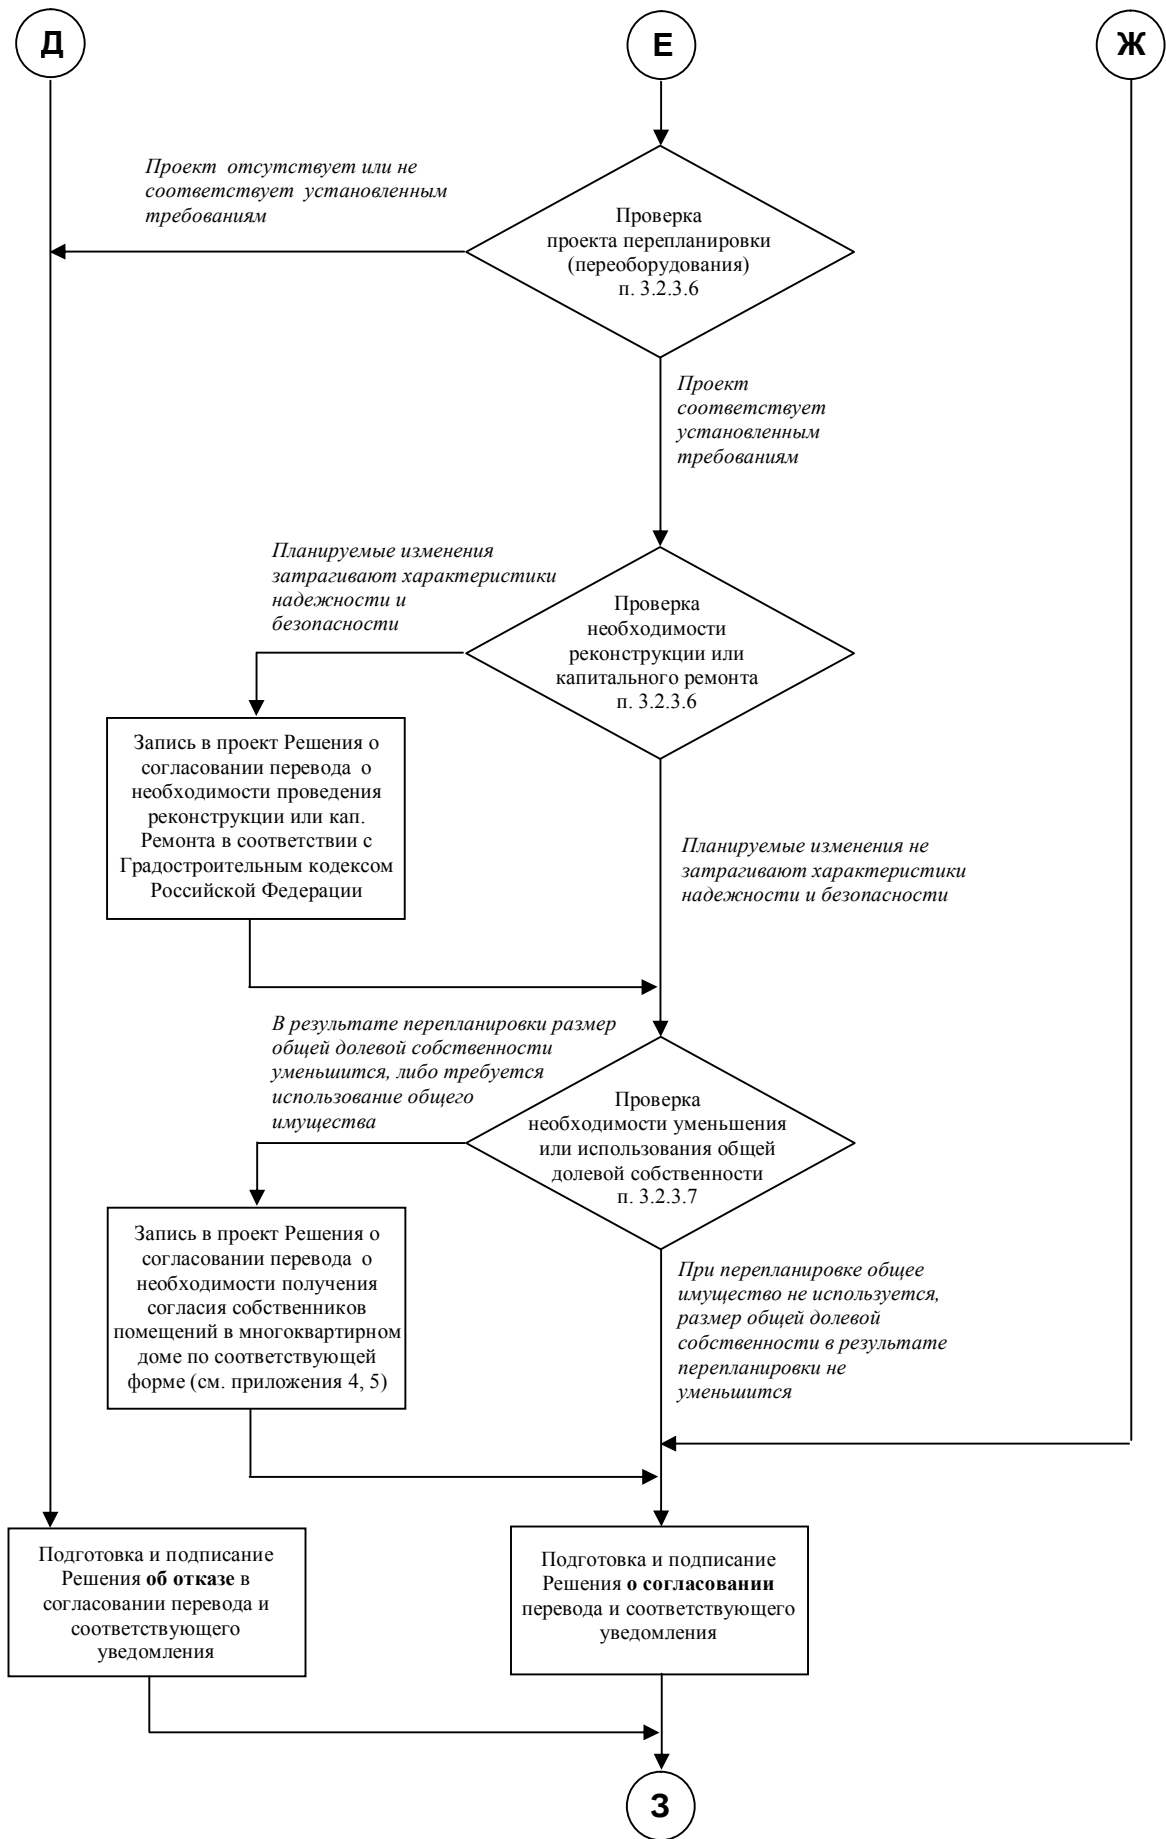 Д
Е
Ж
Проект отсутствует или не
соответствует установленным
требованиям
Проверка
проекта перепланировки
(переоборудования)
п. 3.2.3.6
Проект
соответствует
установленным
требованиям
Планируемые изменения
затрагивают характеристики
надежности и
безопасности
Проверка
необходимости
реконструкции или
капитального ремонта
п. 3.2.3.6
Запись в проект Решения о
согласовании перевода о
необходимости проведения
реконструкции или кап.
Ремонта в соответствии с
Градостроительным кодексом
Российской Федерации
Планируемые изменения не
затрагивают характеристики
надежности и безопасности
В результате перепланировки размер
общей долевой собственности
уменьшится, либо требуется
использование общего
имущества
Проверка
необходимости уменьшения
или использования общей
долевой собственности
п. 3.2.3.7
Запись в проект Решения о
согласовании перевода о
необходимости получения
согласия собственников
помещений в многоквартирном
доме по соответствующей
форме (см. приложения 4, 5)
При перепланировке общее
имущество не используется,
размер общей долевой
собственности в результате
перепланировки не
уменьшится
Подготовка и подписание
Решения об отказе в
согласовании перевода и
соответствующего
уведомления
Подготовка и подписание
Решения о согласовании
перевода и соответствующего
уведомления
З